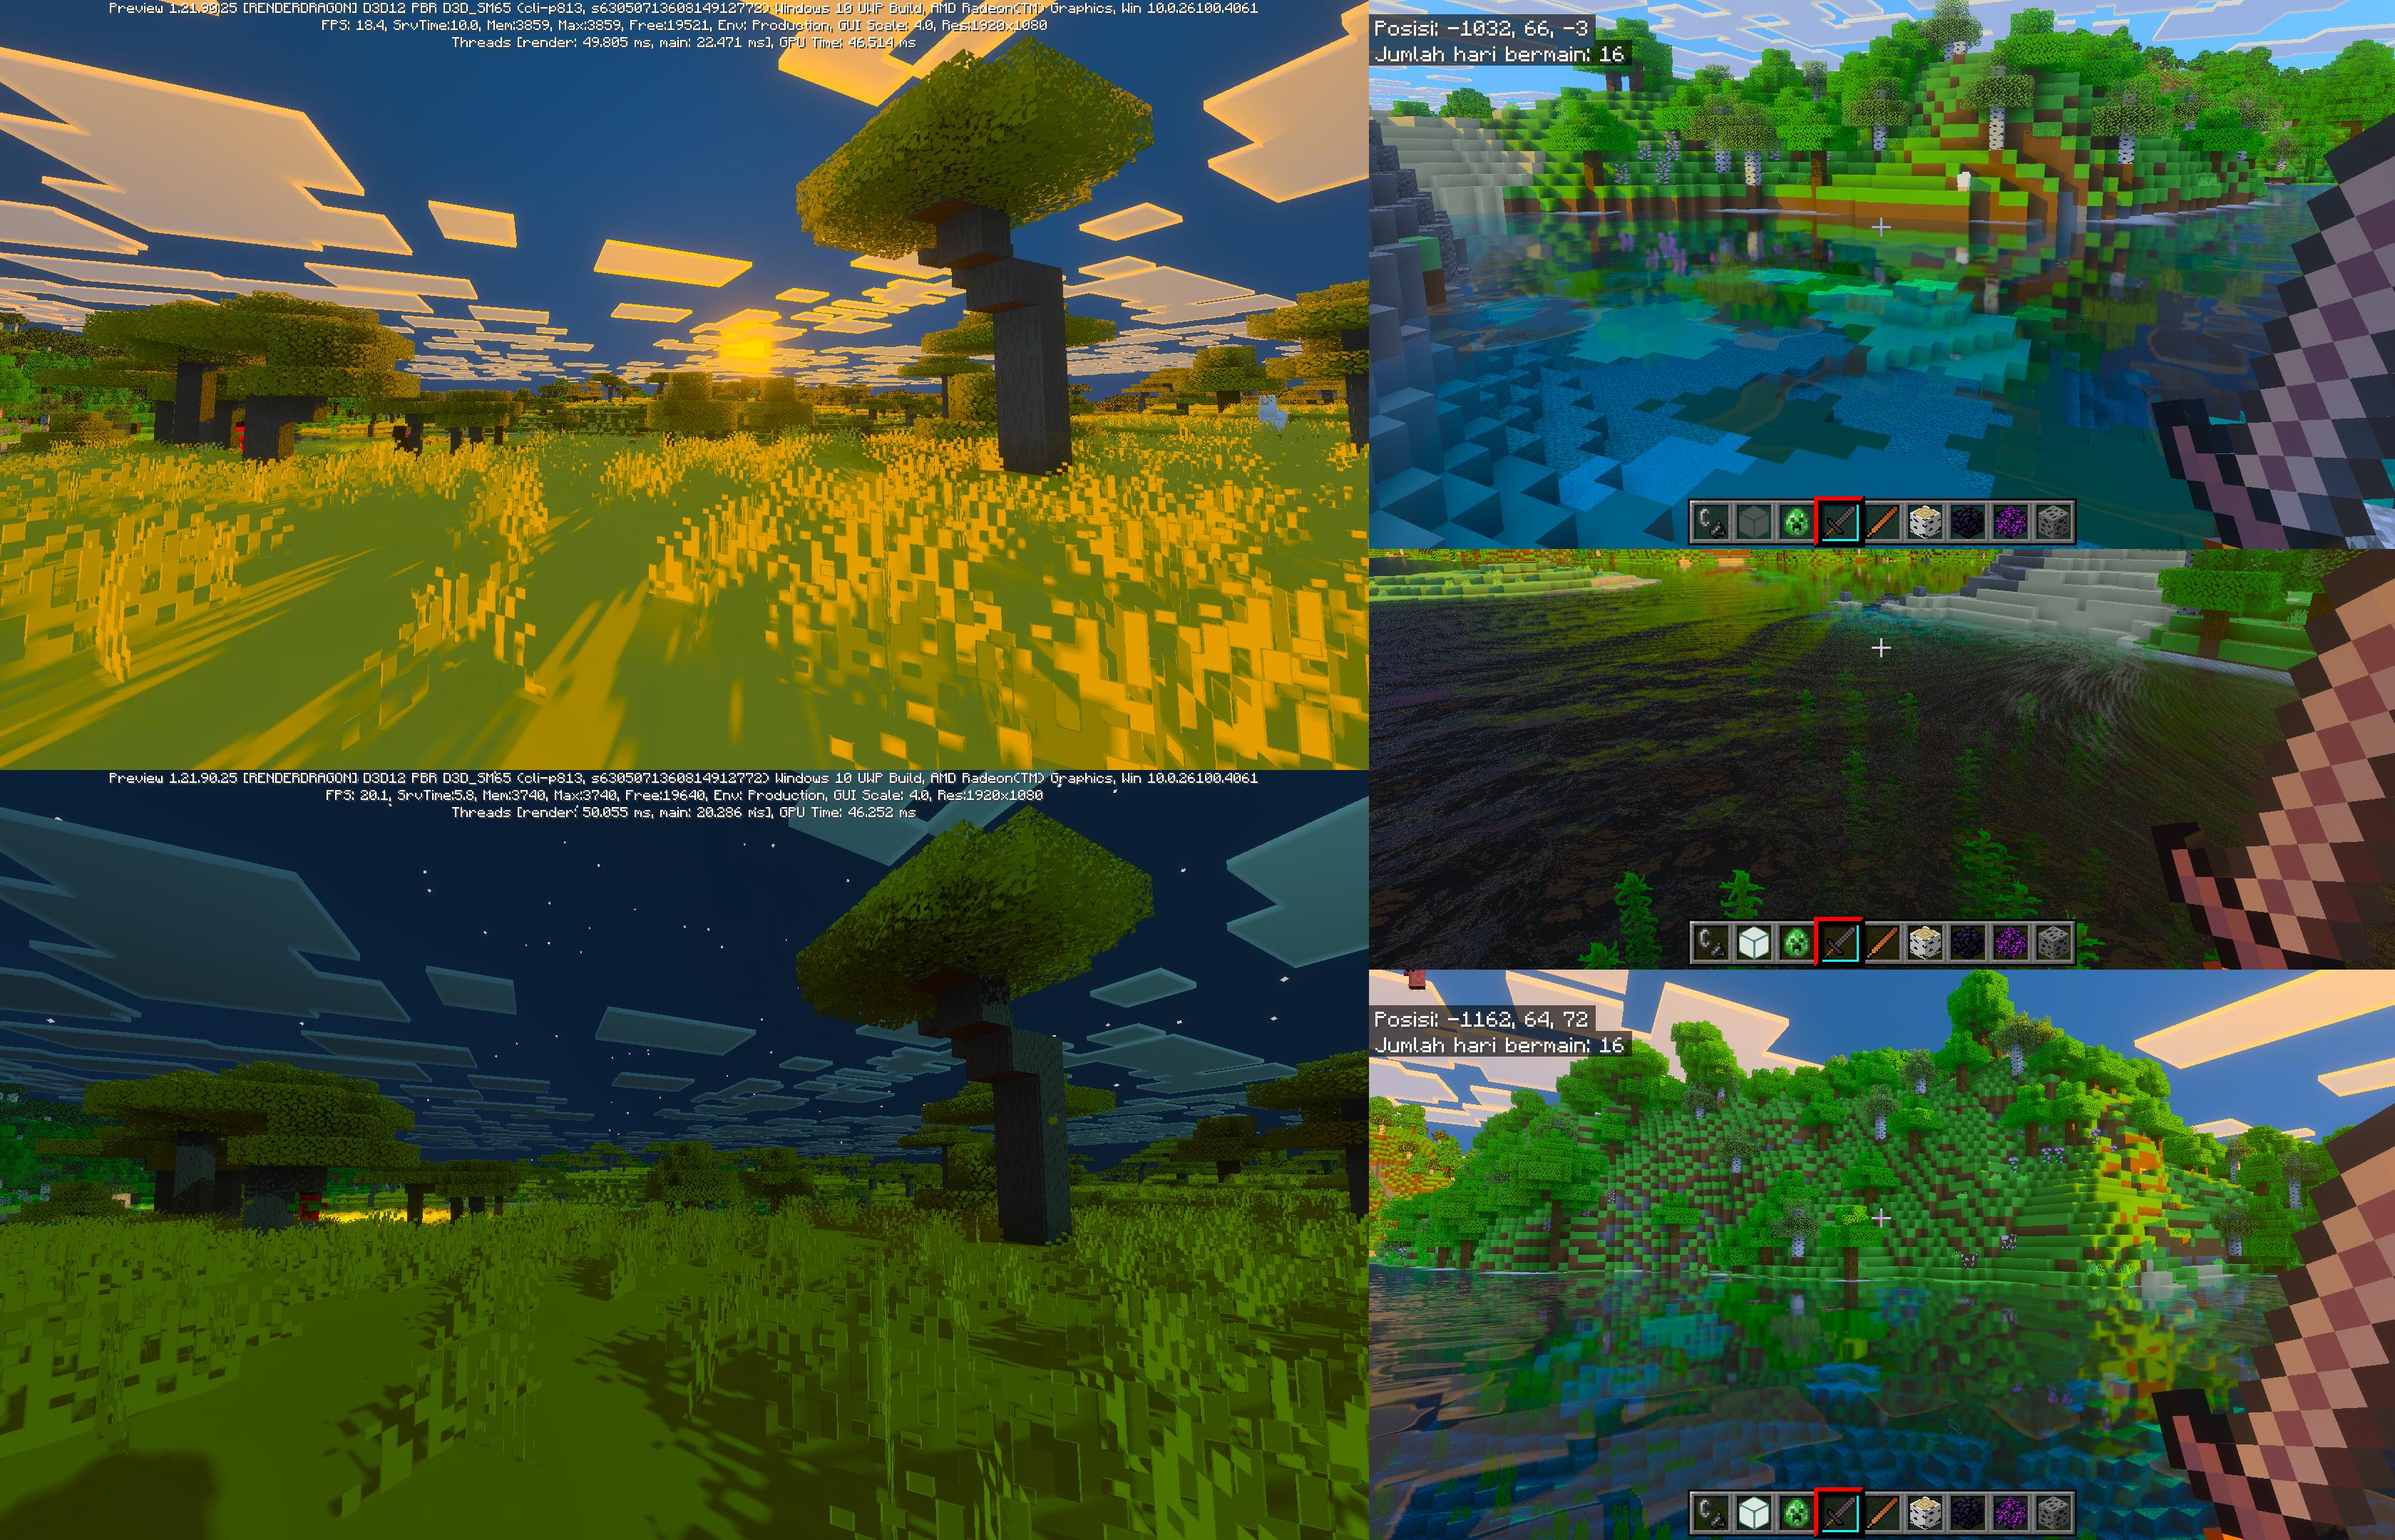 Preview 1.21.90.25 [RENDERDRAGON] D3D12 PBR D3D_SM65 (cli-p813, s6305071360814912772) Windows 10 UWP Build, AMD Radeon(TM) Graphics, Win 10.0.26100.4061
FPS: 18.4, SrvTime:10.0, Mem:3859, Max:3859, Free:19521, Env: Production, GUI Scale: 4.0, Res:1920x1080
Threads [render: 49.805 ms, main: 22.471 ms], GPU Time: 46.514 ms
Posisi: -1032, 66, -3
Jumlah hari bermain: 16
Preview 1.21.90.25 [RENDERDRAGON] D3D12 PBR D3D_SM65 (cli-p813, s6305071360814912772) Windows 10 UWP Build, AMD Radeon(TM) Graphics, Win 10.0.26100.4061
FPS: 20.1, SrvTime:5.8, Mem:3740, Max:3740, Free:19640, Env: Production, GUI Scale: 4.0, Res:1920x1080
Threads [render: 50.055 ms, main: 20.286 ms], GPU Time: 46.252 ms
Posisi: -1162, 64, 72
Jumlah hari bermain: 16